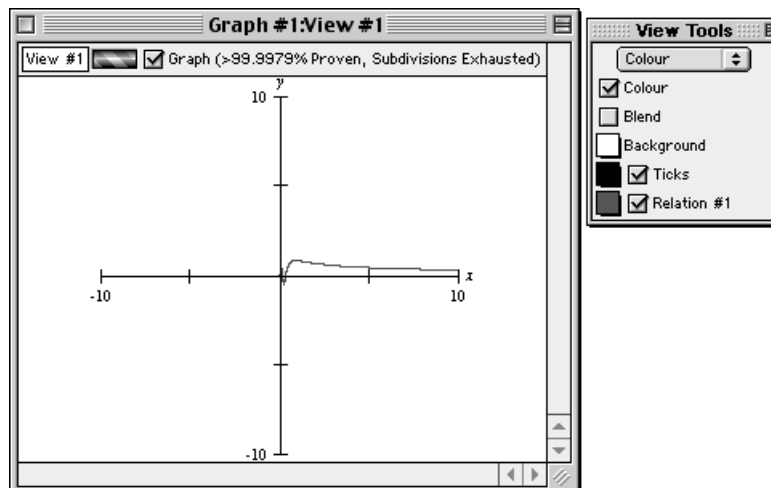 Graph #1:View #1
View #1 Graph (>99.9979% Proven, Subdivisions Exhausted)
y
10
x
-10
10
-10
View Tools
Colour
Colour
Blend
Background
Ticks
Relation #1